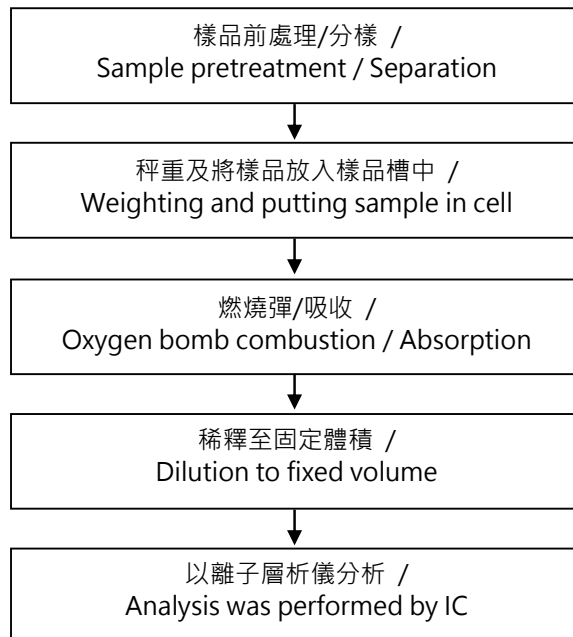 樣品前處理/分樣 /
Sample pretreatment / Separation
秤重及將樣品放入樣品槽中 /
Weighting and putting sample in cell
燃燒彈/吸收 /
Oxygen bomb combustion / Absorption
稀釋至固定體積 /
Dilution to fixed volume
以離子層析儀分析 /
Analysis was performed by IC